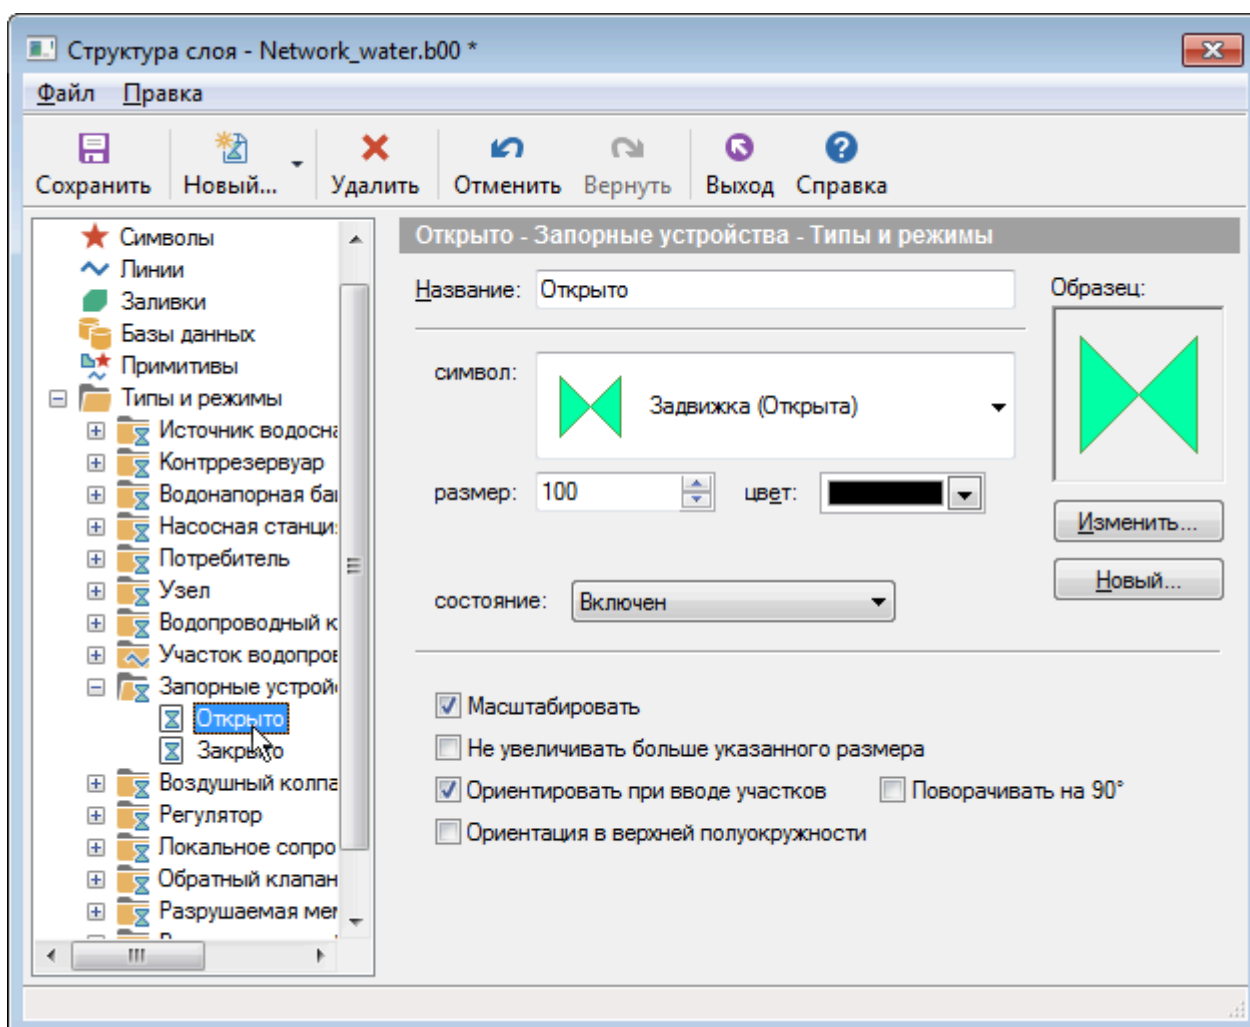 Структура слоя - Network_water.b00 *
Файл Правка
Сохранить Новый... Удалить Отменить Вернуть Выход Справка
Символы
Линии
Заливки
Базы данных
Примитивы
Типы и режимы
Источник водосна
Контррезервуар
Водонапорная ба
Насосная станци
Потребитель
Узел
Водопроводный к
Участок водопров
Запорные устрой
Открыто
Закрыто
Воздушный колпа
Регулятор
Локальное сопро
Обратный клапан
Разрушаемая мем
Открыто - Запорные устройства - Типы и режимы
Название: Открыто
Образец:
символ:
Задвижка (Открыта)
размер: 100 цвет:
Изменить...
Новый...
состояние: Включен
Масштабировать
Не увеличивать больше указанного размера
Ориентировать при вводе участков Поворачивать на 90°
Ориентация в верхней полуокружности